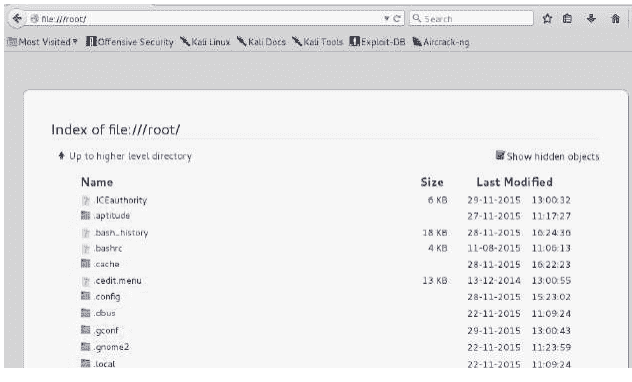 file:///root/
Search
Most Visited Offensive Security Kali Linux Kali Docs Kali Tools Exploit-DB Aircrack-ng
Index of file:///root/
Up to higher level directory
Show hidden objects
Name Size Last Modified
.ICEauthority 6 KB 29-11-2015 13:00:32
.aptitude 27-11-2015 11:17:27
.bash_history 18 KB 28-11-2015 16:24:36
.bashrc 4 KB 11-08-2015 11:06:13
.cache 28-11-2015 16:22:23
.cedit.menu 13 KB 13-12-2014 13:00:55
.config 28-11-2015 15:23:02
.dbus 22-11-2015 11:09:24
.gconf 29-11-2015 13:00:43
.gnome2 22-11-2015 11:23:59
.local 22-11-2015 11:09:24